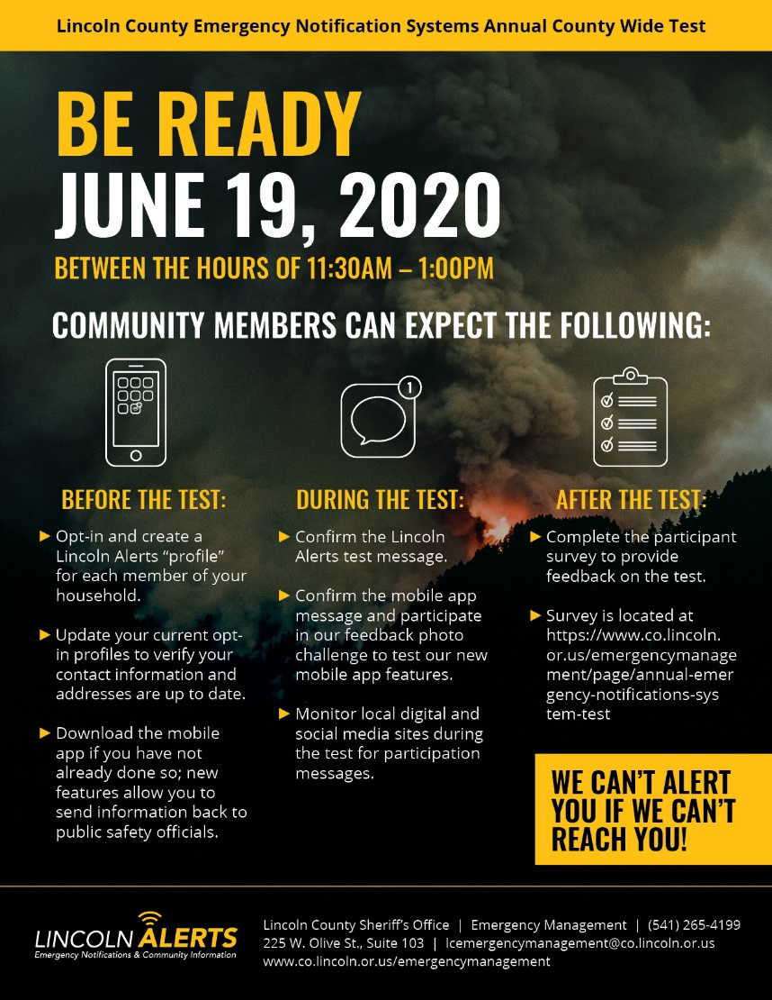 Lincoln County Emergency Notification Systems Annual County Wide Test
BE READY
JUNE 19, 2020
BETWEEN THE HOURS OF 11:30AM – 1:00PM
COMMUNITY MEMBERS CAN EXPECT THE FOLLOWING:
1
BEFORE THE TEST:
▶ Opt-in and create a
Lincoln Alerts “profile”
for each member of your
household.
▶ Update your current opt-
in profiles to verify your
contact information and
addresses are up to date.
▶ Download the mobile
app if you have not
already done so; new
features allow you to
send information back to
public safety officials.
DURING THE TEST:
▶ Confirm the Lincoln
Alerts test message.
▶ Confirm the mobile app
message and participate
in our feedback photo
challenge to test our new
mobile app features.
▶ Monitor local digital and
social media sites during
the test for participation
messages.
AFTER THE TEST:
▶ Complete the participant
survey to provide
feedback on the test.
▶ Survey is located at
https://www.co.lincoln.
or.us/emergencymanage
ment/page/annual-emer
gency-notifications-sys
tem-test
WE CAN’T ALERT
YOU IF WE CAN’T
REACH YOU!
LINCOLN ALERTS
Emergency Notifications & Community Information
Lincoln County Sheriff’s Office | Emergency Management | (541) 265-4199
225 W. Olive St., Suite 103 | lcemergencymanagement@co.lincoln.or.us
www.co.lincoln.or.us/emergencymanagement